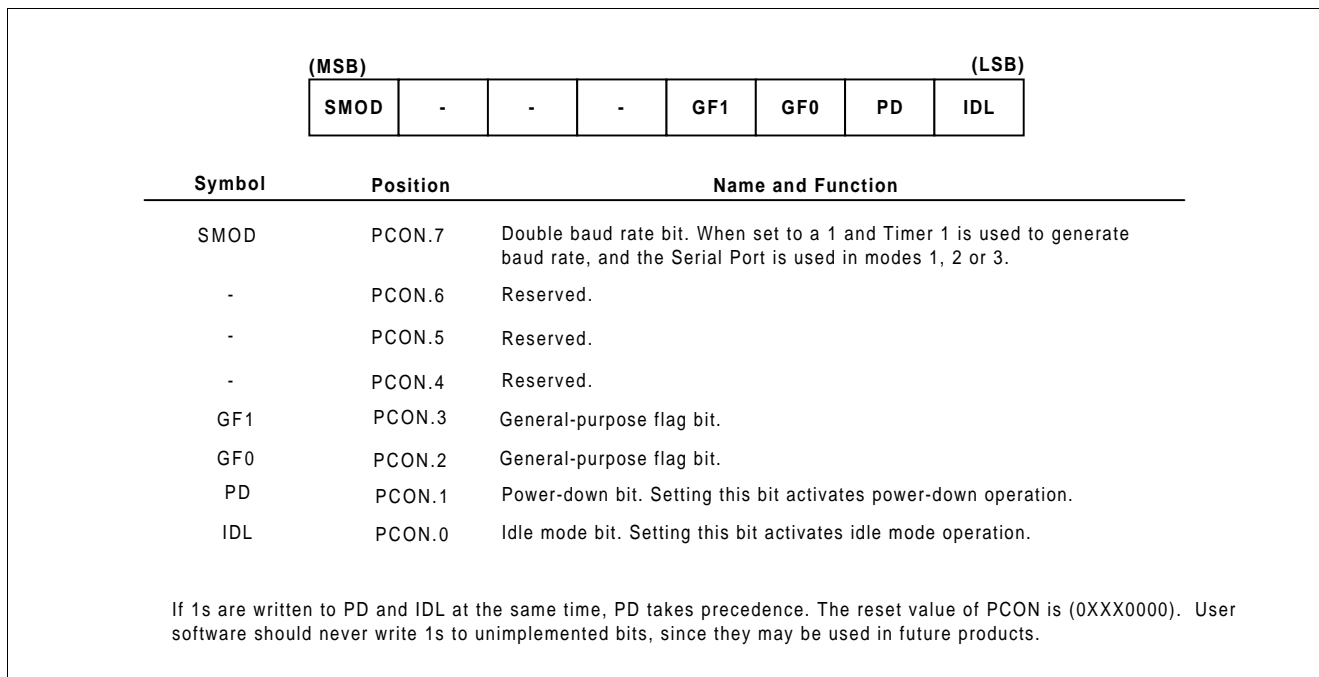 (MSB) (LSB)
SMOD - - - GF1 GF0 PD IDL
Symbol Position Name and Function
SMOD PCON.7 Double baud rate bit. When set to a 1 and Timer 1 is used to generate
baud rate, and the Serial Port is used in modes 1, 2 or 3.
- PCON.6 Reserved.
- PCON.5 Reserved.
- PCON.4 Reserved.
GF1 PCON.3 General-purpose flag bit.
GF0 PCON.2 General-purpose flag bit.
PD PCON.1 Power-down bit. Setting this bit activates power-down operation.
IDL PCON.0 Idle mode bit. Setting this bit activates idle mode operation.
If 1s are written to PD and IDL at the same time, PD takes precedence. The reset value of PCON is (0XXX0000). User
software should never write 1s to unimplemented bits, since they may be used in future products.